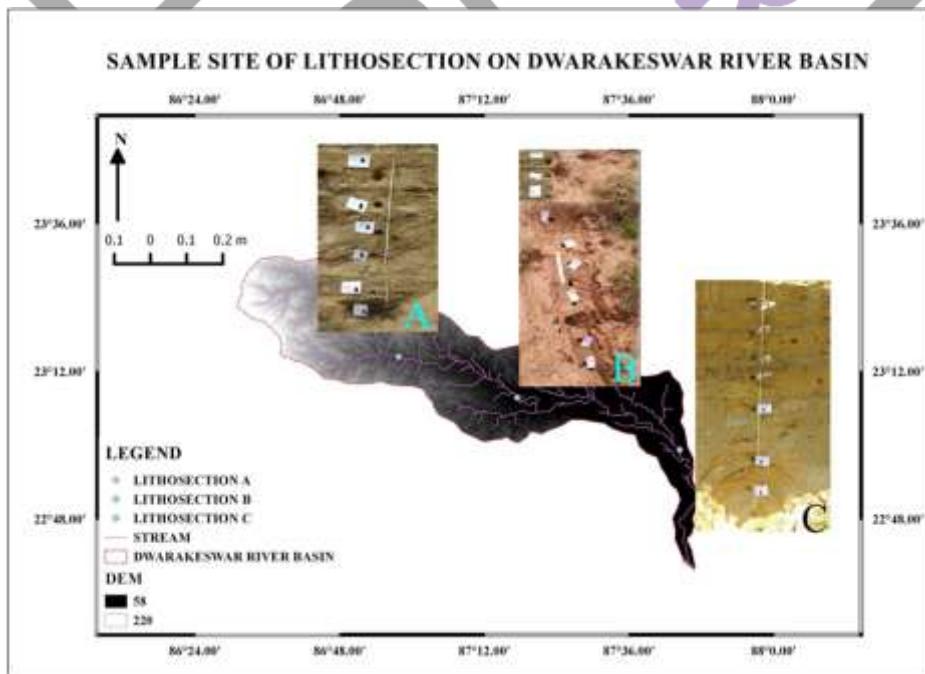 SAMPLE SITE OF LITHOSECTION ON DWARAKESWAR RIVER BASIN
86°24.00' 86°48.00' 87°12.00' 87°36.00' 88°0.00'
N
23°36.00' 23°36.00'
0.1 0 0.1 0.2 m
A
23°12.00' B 23°12.00'
LEGEND
LITHOSECTION A
LITHOSECTION B
LITHOSECTION C
22°48.00' C 22°48.00'
STREAM
DWARAKESWAR RIVER BASIN
DEM
58
220
86°24.00' 86°48.00' 87°12.00' 87°36.00' 88°0.00'